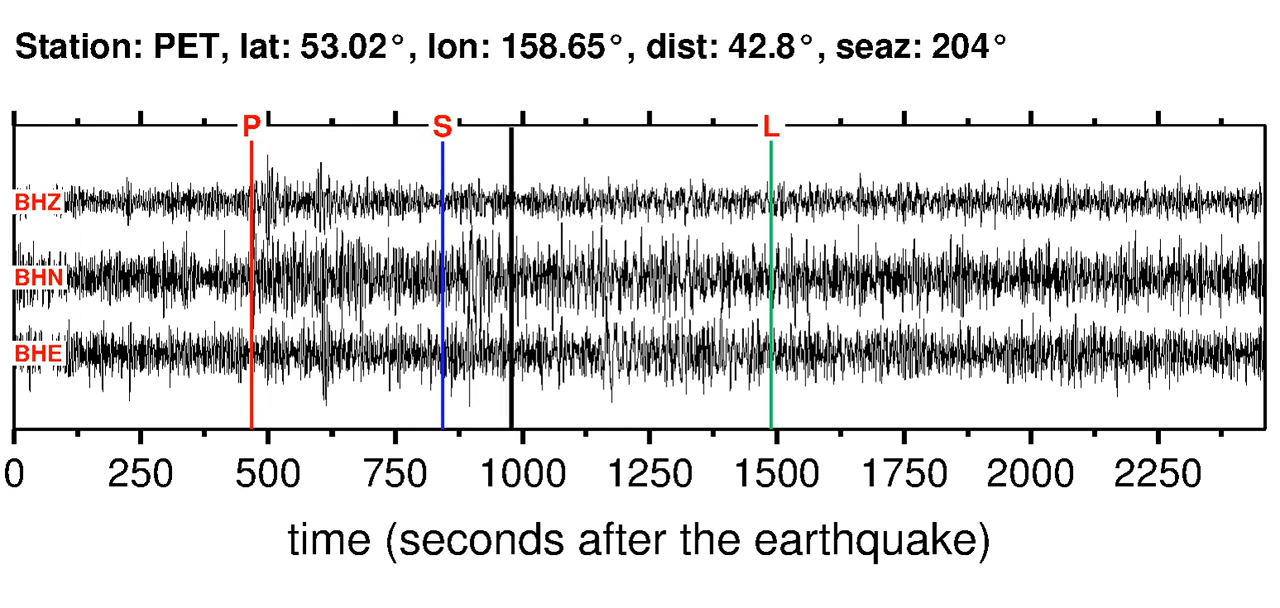 Station: PET, lat: 53.02°, lon: 158.65°, dist: 42.8°, seaz: 204°
P S L
BHZ
BHN
BHE
0 250 500 750 1000 1250 1500 1750 2000 2250
time (seconds after the earthquake)